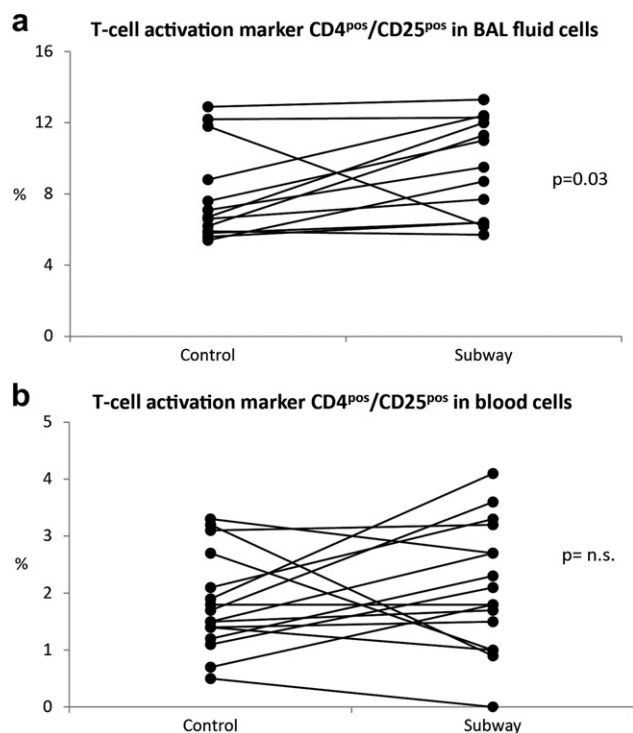 a
T-cell activation marker CD4pos/CD25pos in BAL fluid cells
16
12
%
8
p=0.03
4
0
Control Subway
b
T-cell activation marker CD4pos/CD25pos in blood cells
5
4
3
%
p= n.s.
2
1
0
Control Subway